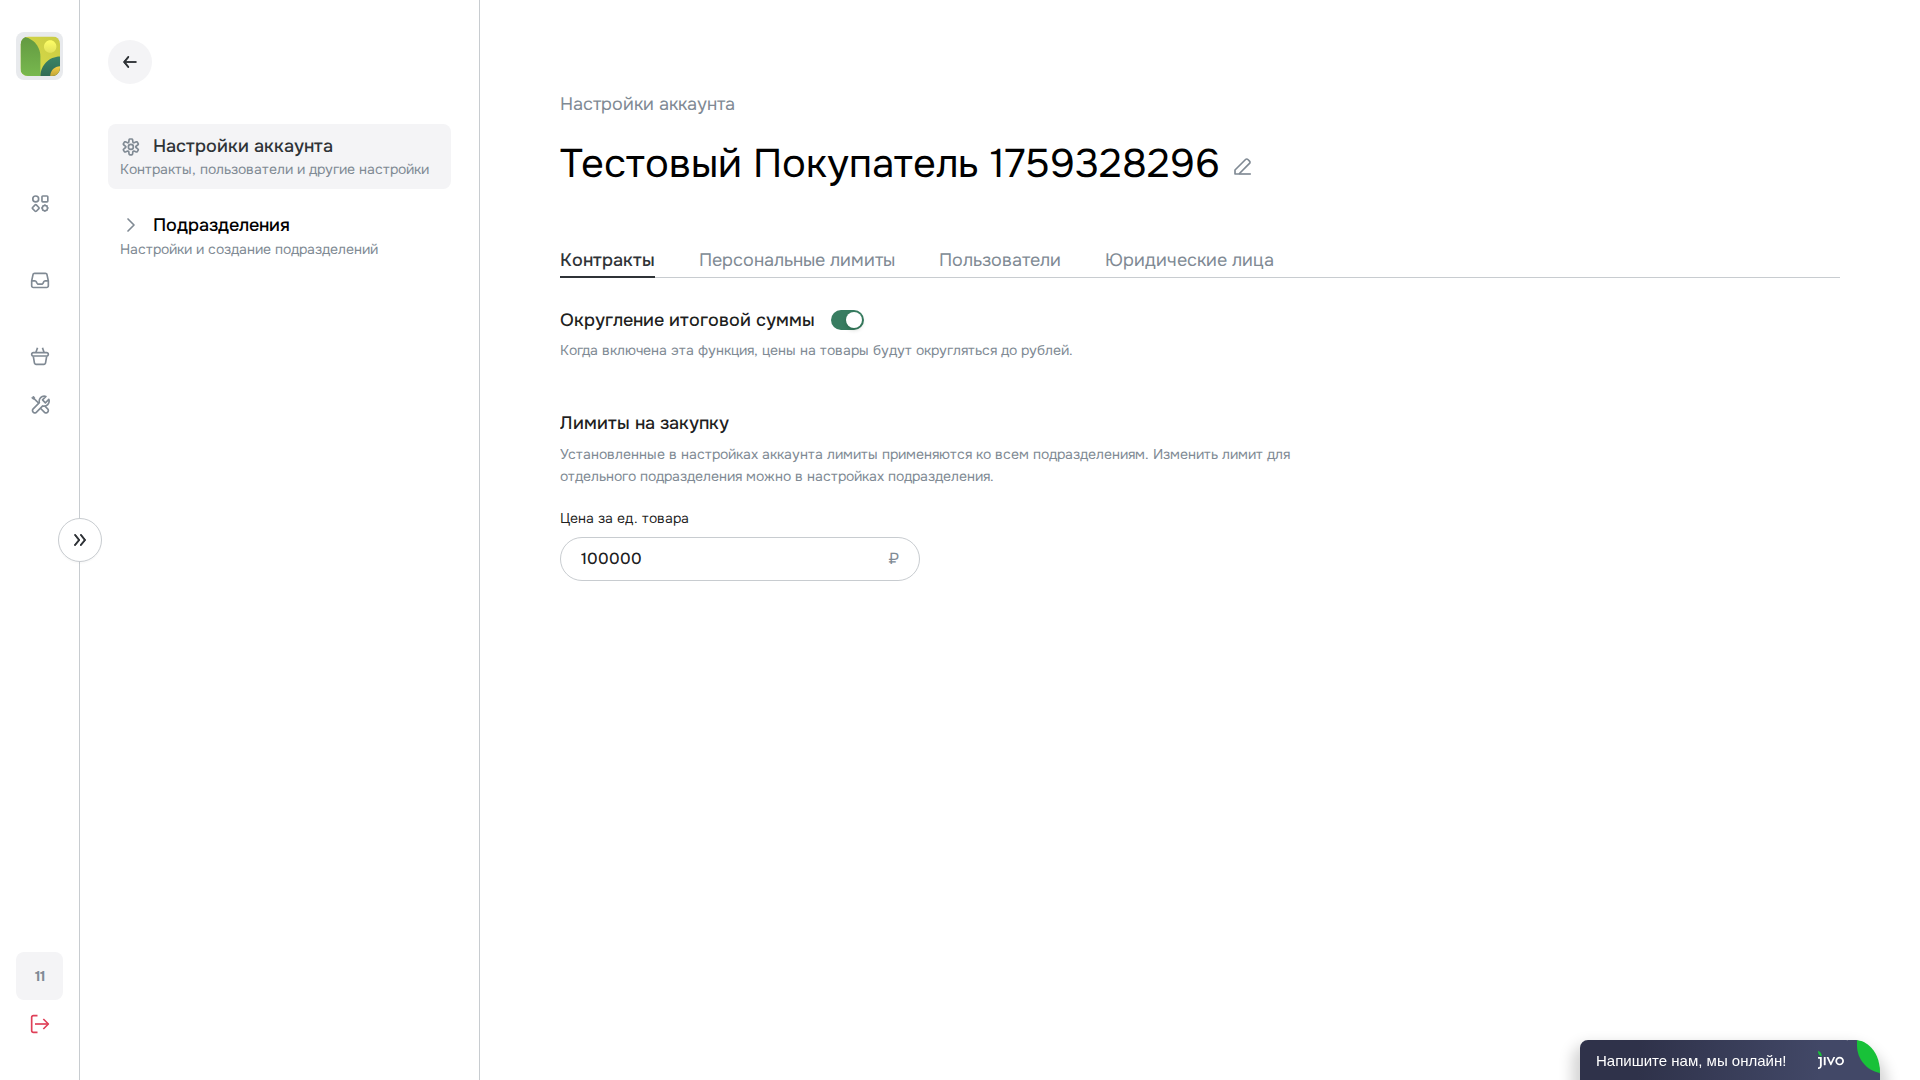 Настройки аккаунта
Контракты, пользователи и другие настройки
Подразделения
Настройки и создание подразделений
11
Настройки аккаунта
Тестовый Покупатель 1759328296
Контракты
Персональные лимиты
Пользователи
Юридические лица
Округление итоговой суммы
Когда включена эта функция, цены на товары будут округляться до рублей.
Лимиты на закупку
Установленные в настройках аккаунта лимиты применяются ко всем подразделениям. Изменить лимит для
отдельного подразделения можно в настройках подразделения.
Цена за ед. товара
100000 ₽
Напишите нам, мы онлайн! jivo